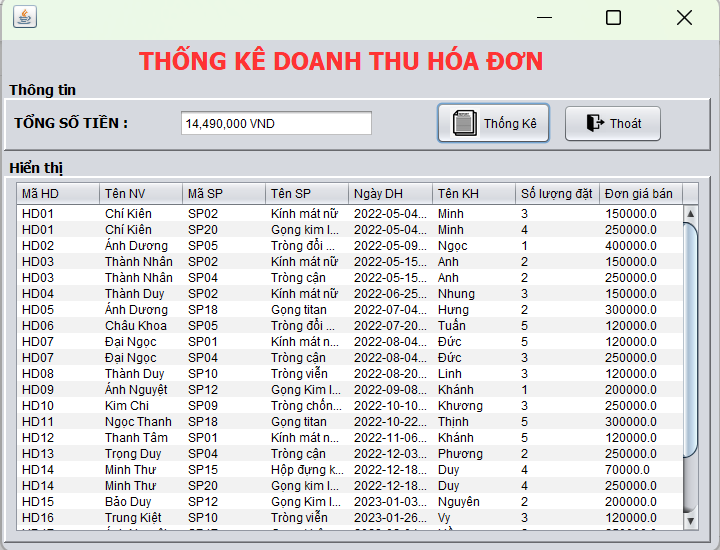 THỐNG KÊ DOANH THU HÓA ĐƠN
Thông tin
TỔNG SỐ TIỀN : 14,490,000 VND Thống Kê Thoát
Hiển thị
Mã HD Tên NV Mã SP Tên SP Ngày DH Tên KH Số lượng đặt Đơn giá bán
HD01 Chí Kiên SP02 Kính mát nữ 2022-05-04... Minh 3 150000.0
HD01 Chí Kiên SP20 Gọng kim l... 2022-05-04... Minh 4 250000.0
HD02 Ánh Dương SP05 Tròng đổi ... 2022-05-09... Ngọc 1 400000.0
HD03 Thành Nhân SP02 Kính mát nữ 2022-05-15... Anh 2 150000.0
HD03 Thành Nhân SP04 Tròng cận 2022-05-15... Anh 2 250000.0
HD04 Thành Duy SP02 Kính mát nữ 2022-06-25... Nhung 3 150000.0
HD05 Ánh Dương SP18 Gọng titan 2022-07-04... Hưng 2 300000.0
HD06 Châu Khoa SP05 Tròng đổi ... 2022-07-20... Tuấn 5 120000.0
HD07 Đại Ngọc SP01 Kính mát n... 2022-08-04... Đức 5 120000.0
HD07 Đại Ngọc SP04 Tròng cận 2022-08-04... Đức 3 250000.0
HD08 Thành Duy SP10 Tròng viễn 2022-08-20... Linh 3 120000.0
HD09 Ánh Nguyệt SP12 Gọng Kim l... 2022-09-08... Khánh 1 200000.0
HD10 Kim Chi SP09 Tròng chốn... 2022-10-10... Khương 3 250000.0
HD11 Ngọc Thanh SP18 Gọng titan 2022-10-22... Thịnh 5 300000.0
HD12 Thanh Tâm SP01 Kính mát n... 2022-11-06... Khánh 5 120000.0
HD13 Trọng Duy SP04 Tròng cận 2022-12-03... Phương 2 250000.0
HD14 Minh Thư SP15 Hộp đựng k... 2022-12-18... Duy 4 70000.0
HD14 Minh Thư SP20 Gọng kim l... 2022-12-18... Duy 4 250000.0
HD15 Bảo Duy SP12 Gọng Kim l... 2023-01-03... Nguyên 2 200000.0
HD16 Trung Kiệt SP10 Tròng viễn 2023-01-26... Vy 3 120000.0